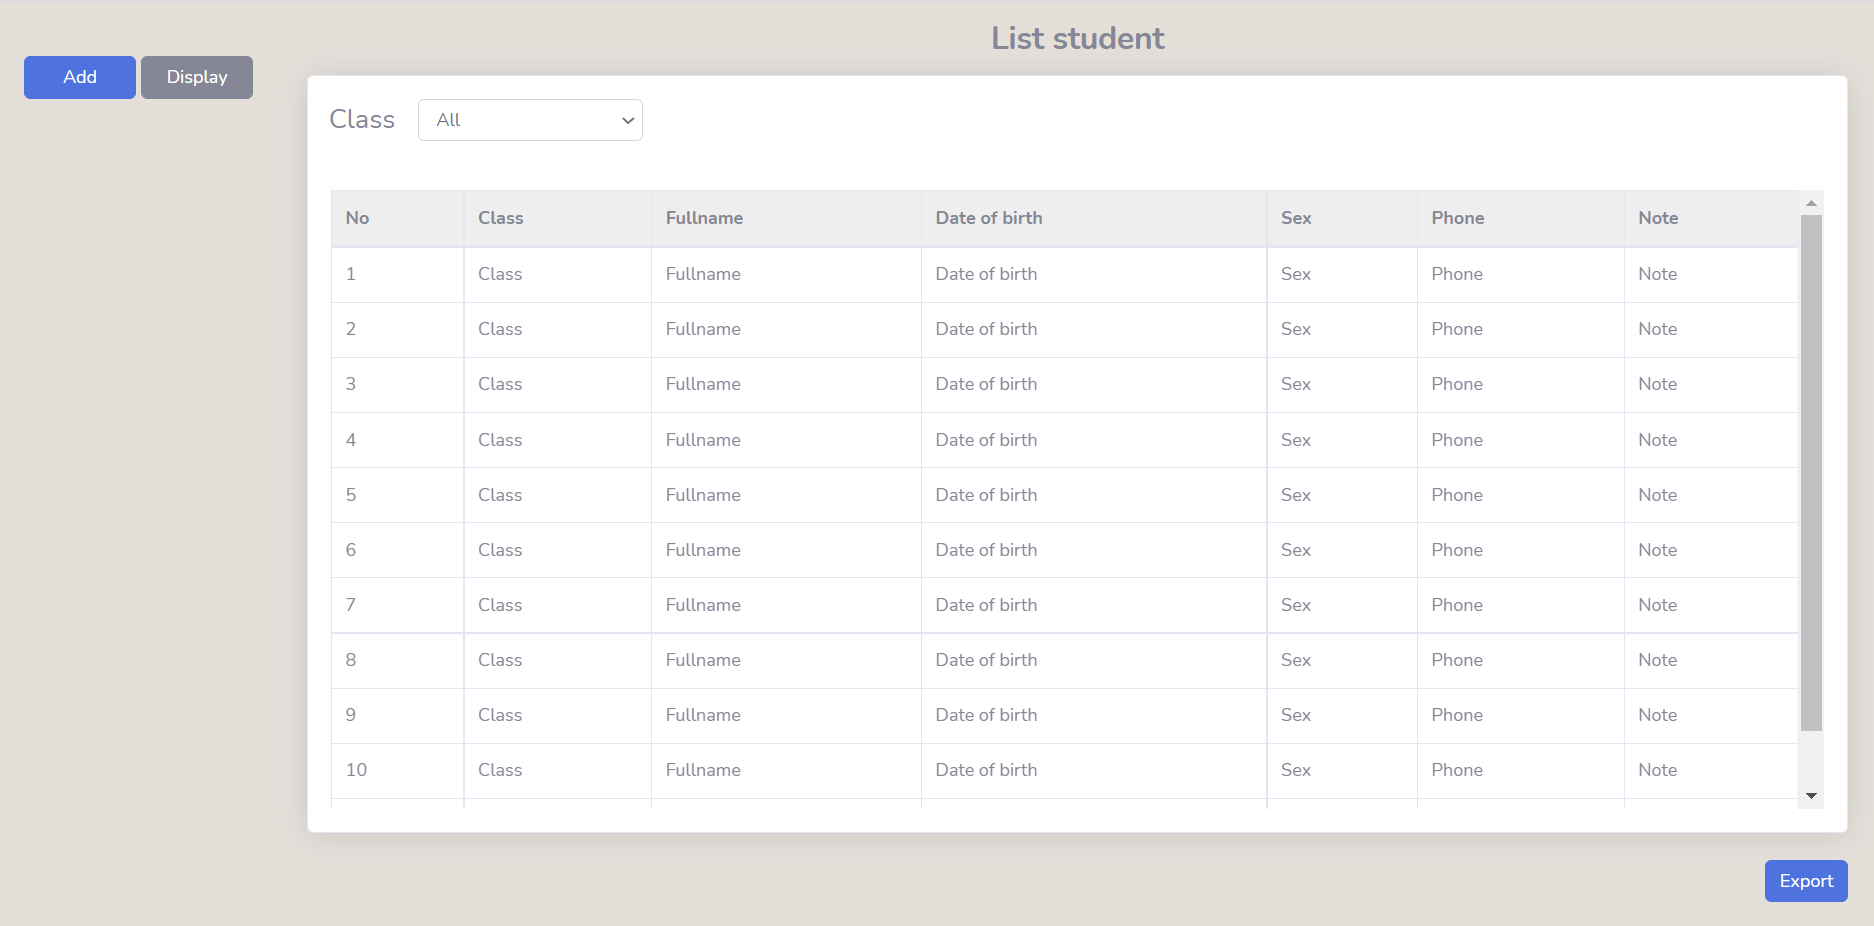 List student
Add Display
Class All
No Class Fullname Date of birth Sex Phone Note
1 Class Fullname Date of birth Sex Phone Note
2 Class Fullname Date of birth Sex Phone Note
3 Class Fullname Date of birth Sex Phone Note
4 Class Fullname Date of birth Sex Phone Note
5 Class Fullname Date of birth Sex Phone Note
6 Class Fullname Date of birth Sex Phone Note
7 Class Fullname Date of birth Sex Phone Note
8 Class Fullname Date of birth Sex Phone Note
9 Class Fullname Date of birth Sex Phone Note
10 Class Fullname Date of birth Sex Phone Note
Export